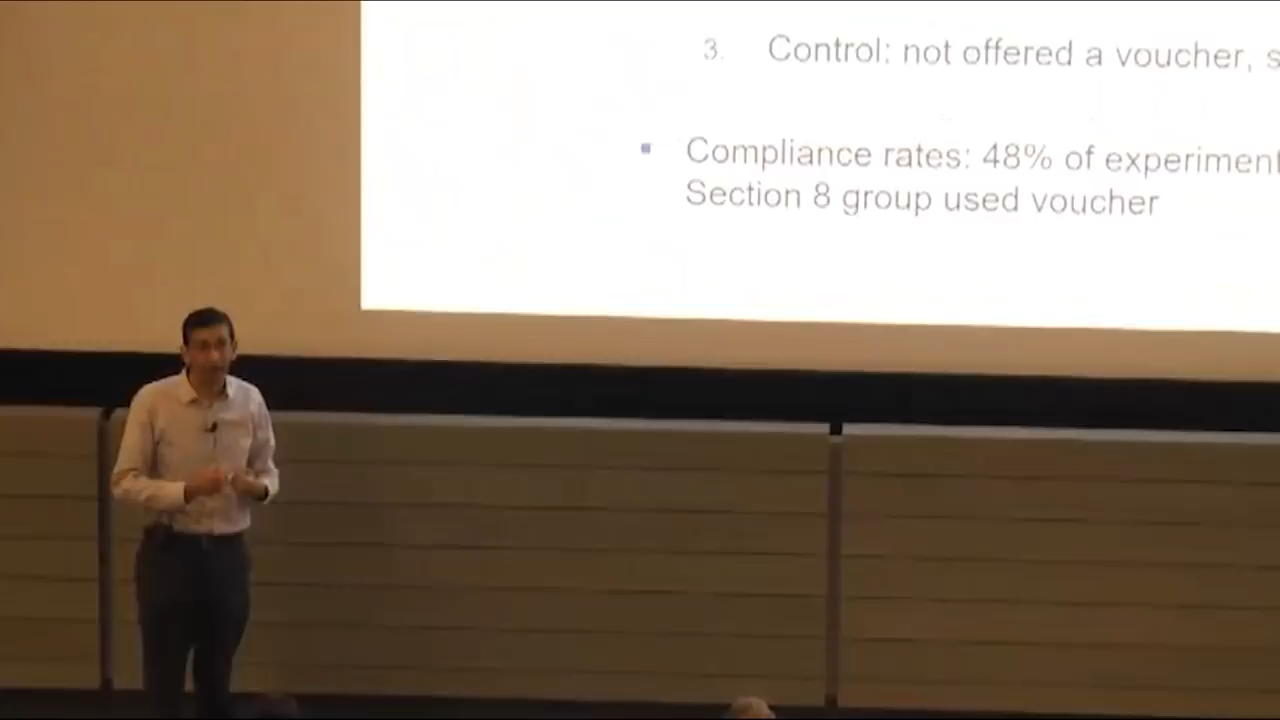 3. Control: not offered a voucher,
Compliance rates: 48% of experiment
Section 8 group used voucher